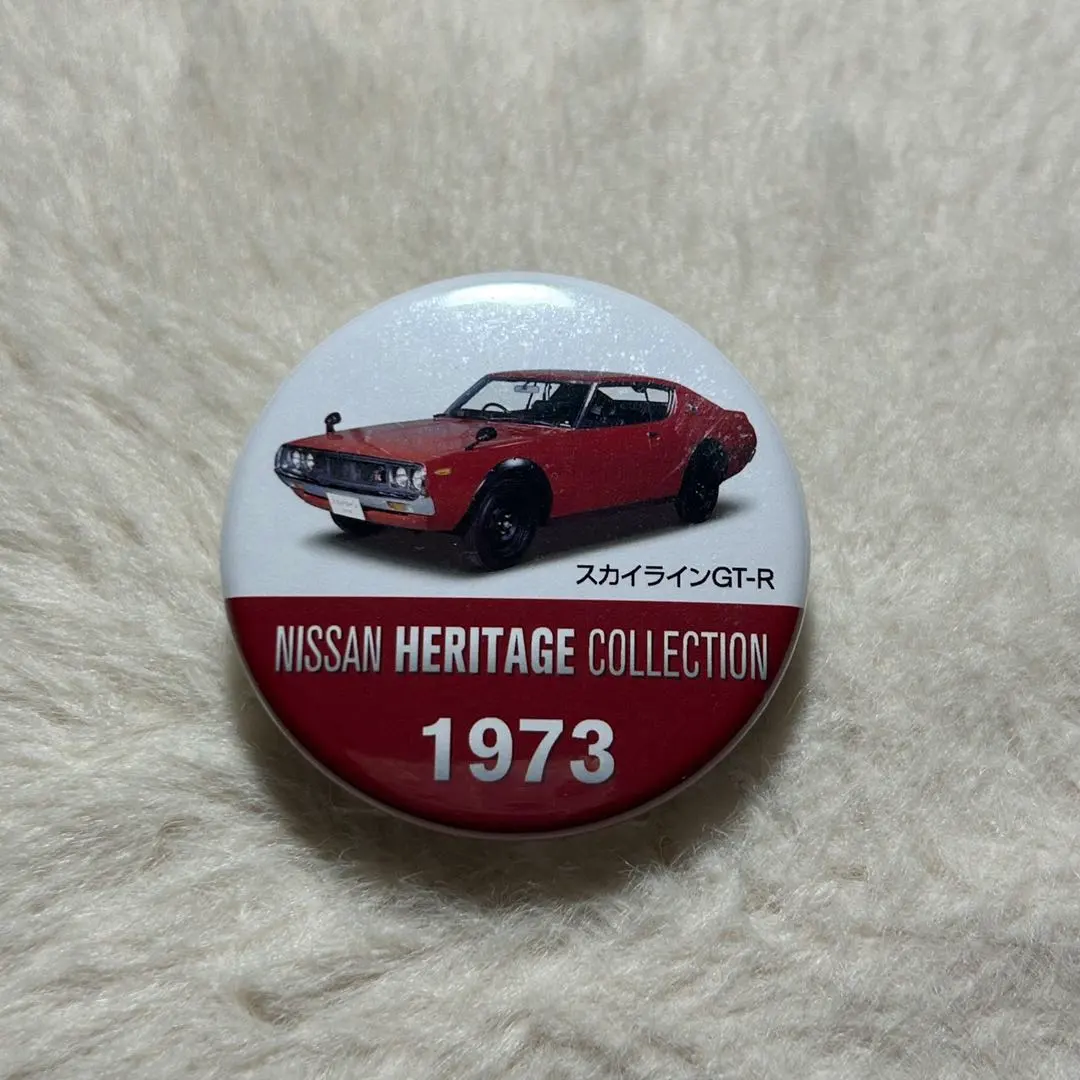 スカイラインGT-R
NISSAN HERITAGE COLLECTION
1973